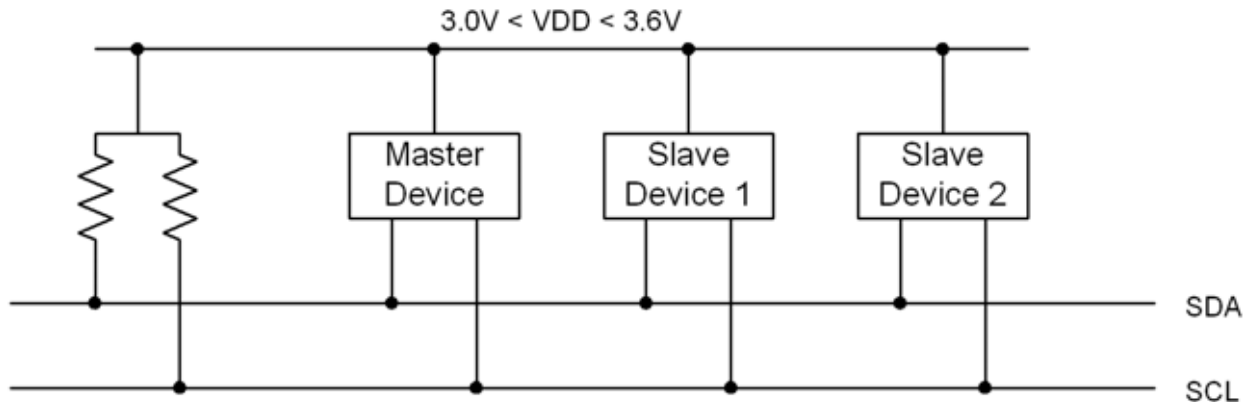 3.0V < VDD < 3.6V
Master
Device
Slave
Device 1
Slave
Device 2
SDA
SCL